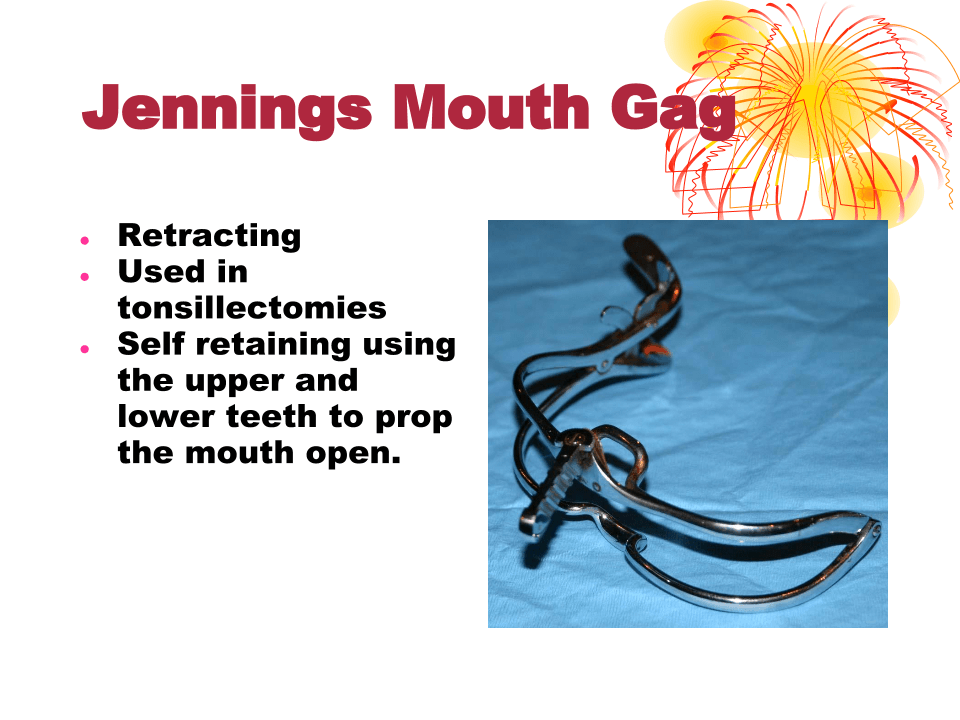 Jennings Mouth Gag
Retracting
Used in
tonsillectomies
Self retaining using
the upper and
lower teeth to prop
the mouth open.